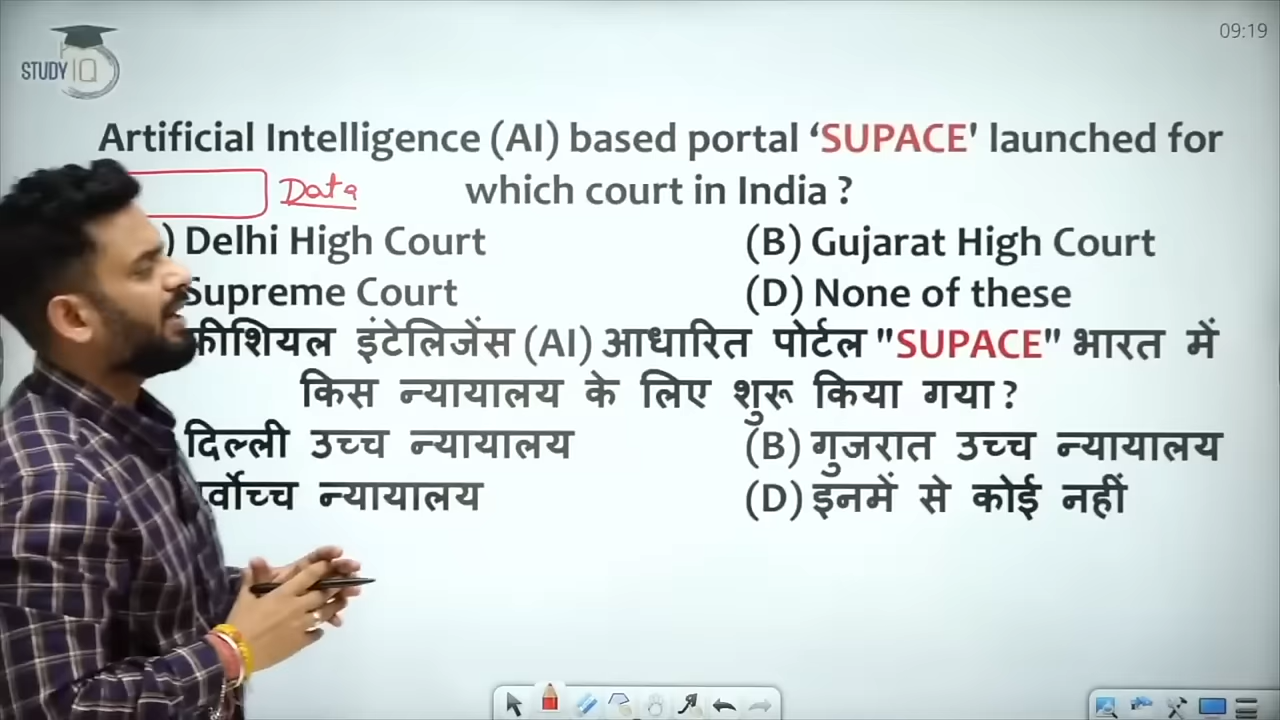 09:19
STUDY IQ
Artificial Intelligence (AI) based portal ‘SUPACE' launched for
Data
which court in India ?
) Delhi High Court
(B) Gujarat High Court
Supreme Court
(D) None of these
इंटेलिजेंस (AI) आधारित पोर्टल "SUPACE" भारत में
किस न्यायालय के लिए शुरू किया गया ?
दिल्ली उच्च न्यायालय
(B) गुजरात उच्च न्यायालय
न्यायालय
(D) इनमें से कोई नहीं